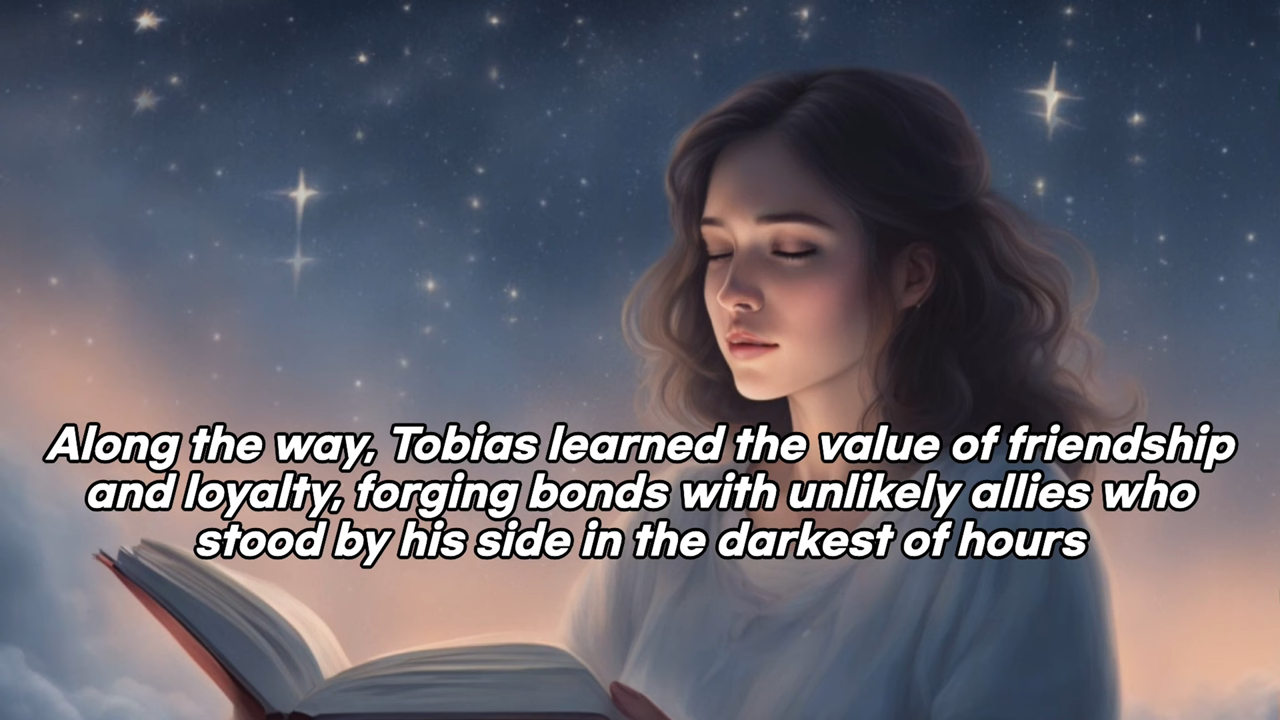 Along the way, Tobias learned the value of friendship
and loyalty, forging bonds with unlikely allies who
stood by his side in the darkest of hours